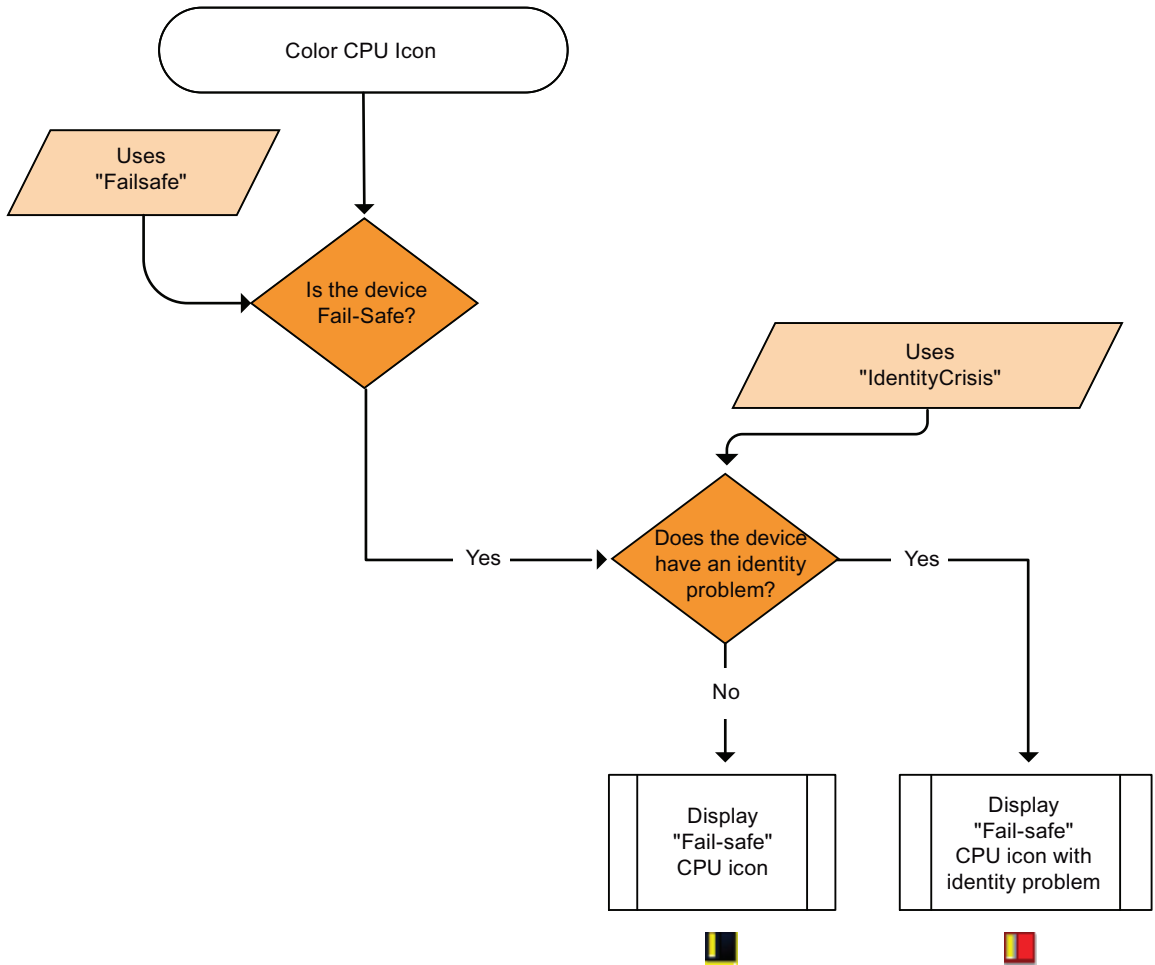 Color CPU Icon
Uses
"Failsafe"
Is the device
Fail-Safe?
Uses
"IdentityCrisis"
Yes
Does the device
have an identity
problem?
Yes
No
Display
"Fail-safe"
CPU icon
Display
"Fail-safe"
CPU icon with
identity problem